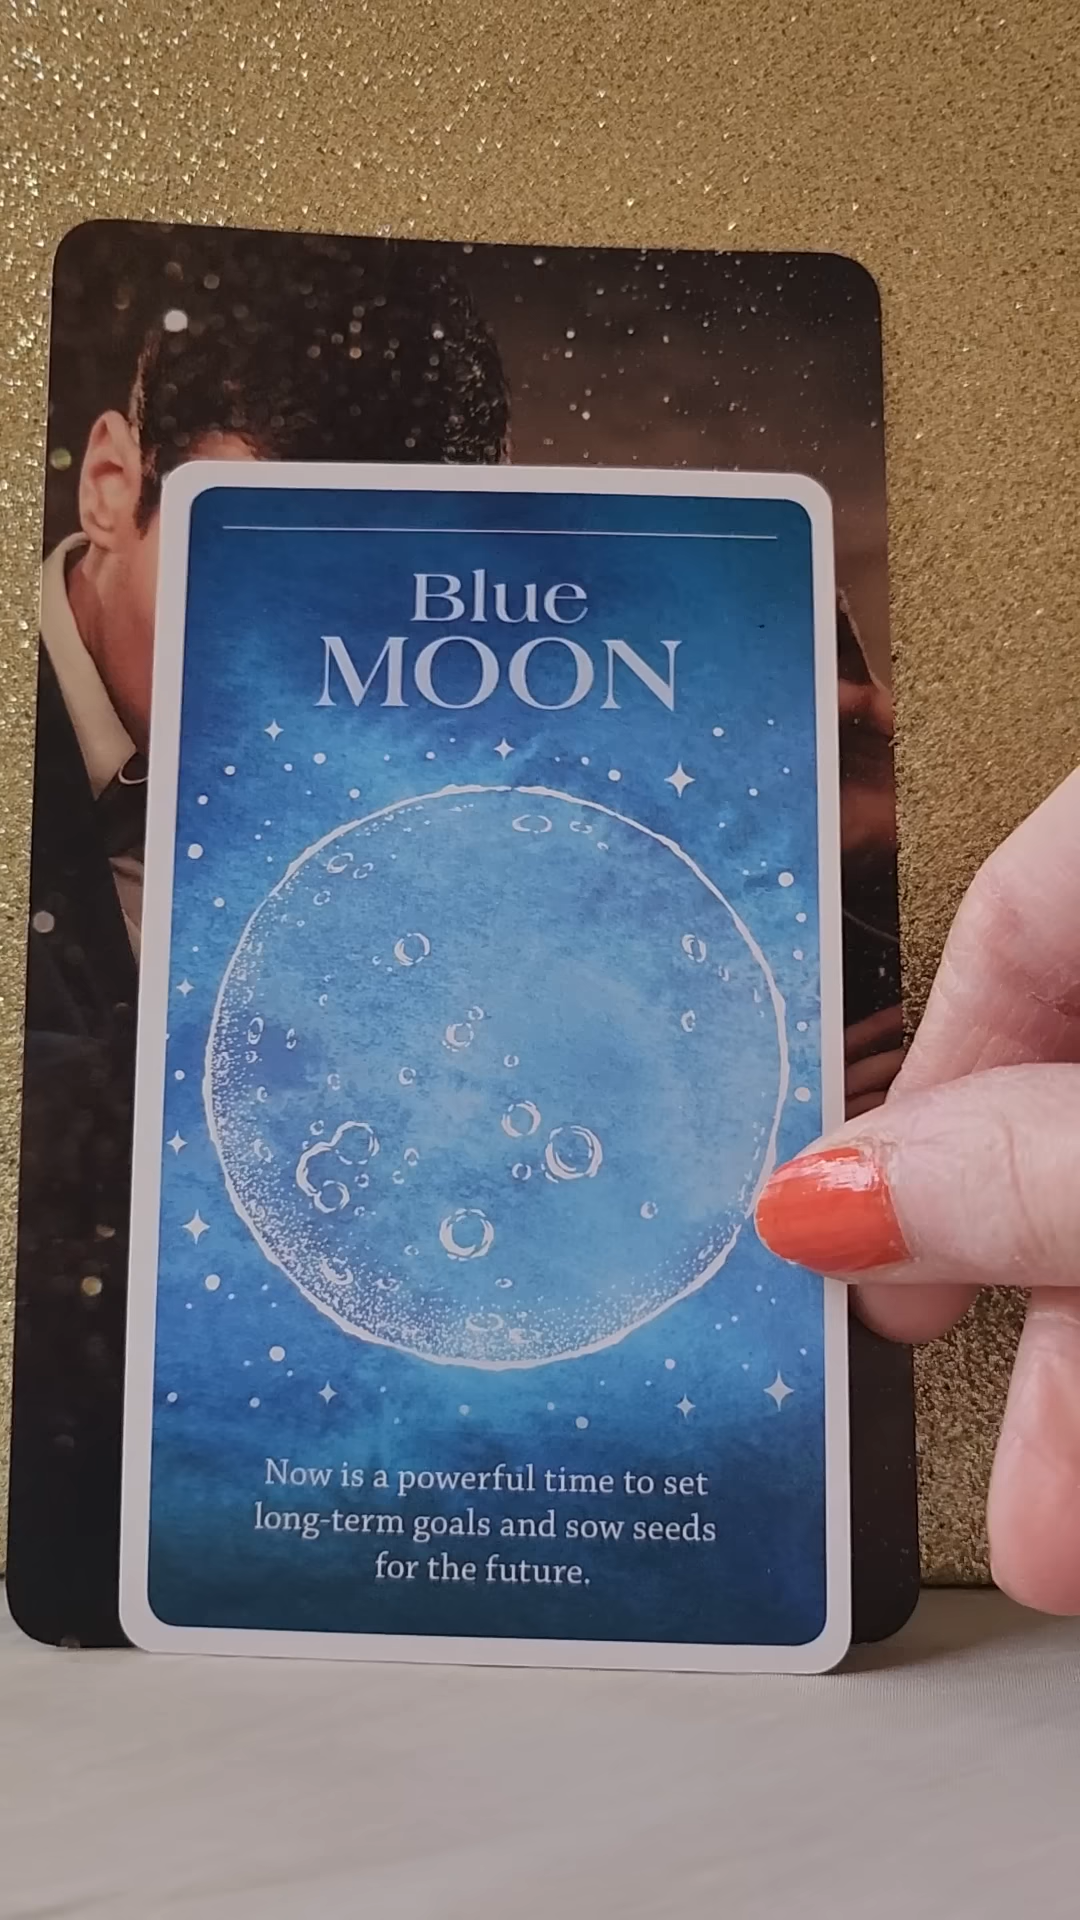 Blue
MOON
Now is a powerful time to set
long-term goals and sow seeds
for the future.